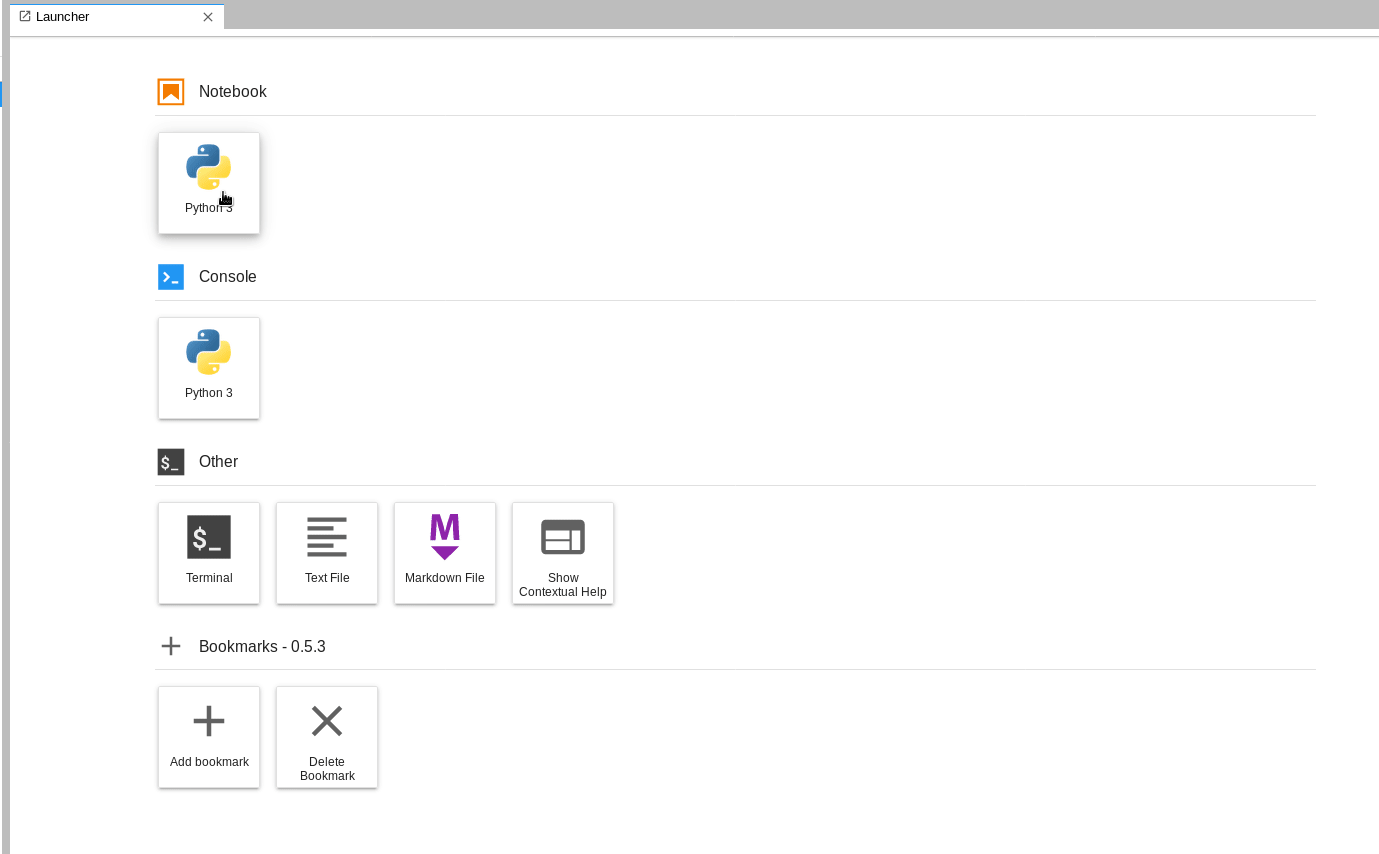 Launcher
Notebook
Python 3
Console
Python 3
$_ Other
$_
Terminal
Text File
M
Markdown File
Show
Contextual Help
Bookmarks - 0.5.3
Add bookmark
Delete
Bookmark